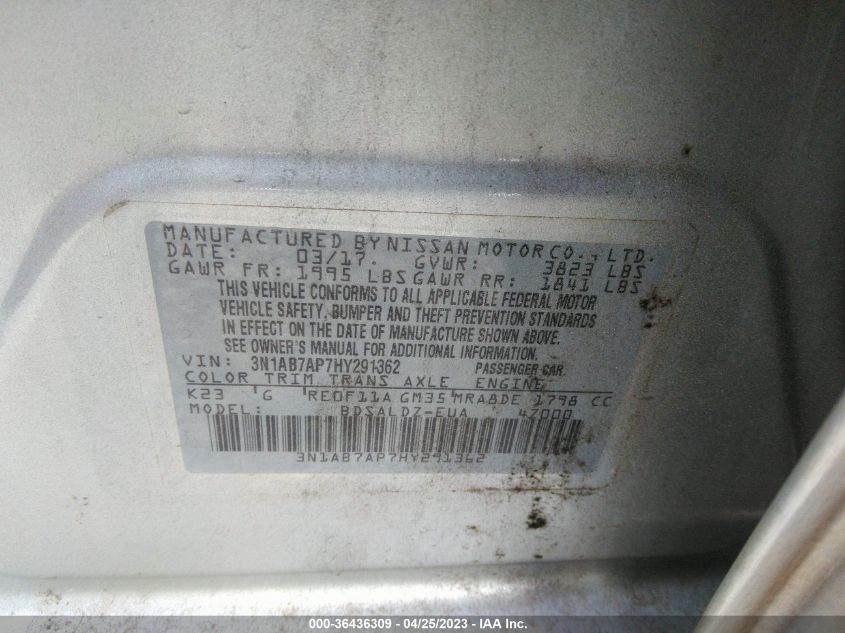 MANUFACTURED BY NISSAN MOTOR CO., LTD.
DATE: 03/17. GVWR: 3823 LBS
GAWR FR: 1995 LBS GAWR RR: 1841 LBS
THIS VEHICLE CONFORMS TO ALL APPLICABLE FEDERAL MOTOR
VEHICLE SAFETY, BUMPER AND THEFT PREVENTION STANDARDS
IN EFFECT ON THE DATE OF MANUFACTURE SHOWN ABOVE.
SEE OWNER'S MANUAL FOR ADDITIONAL INFORMATION.
VIN: 3N1AB7AP7HY291362 PASSENGER CAR
COLOR TRIM TRANS AXLE ENGINE
K23 G RE0F11A GM35 MRA8DE 1798 CC
MODEL: BDSALDZ-EUA 47000
3N1AB7AP7HY291362
000-36436309 - 04/25/2023 - IAA Inc.